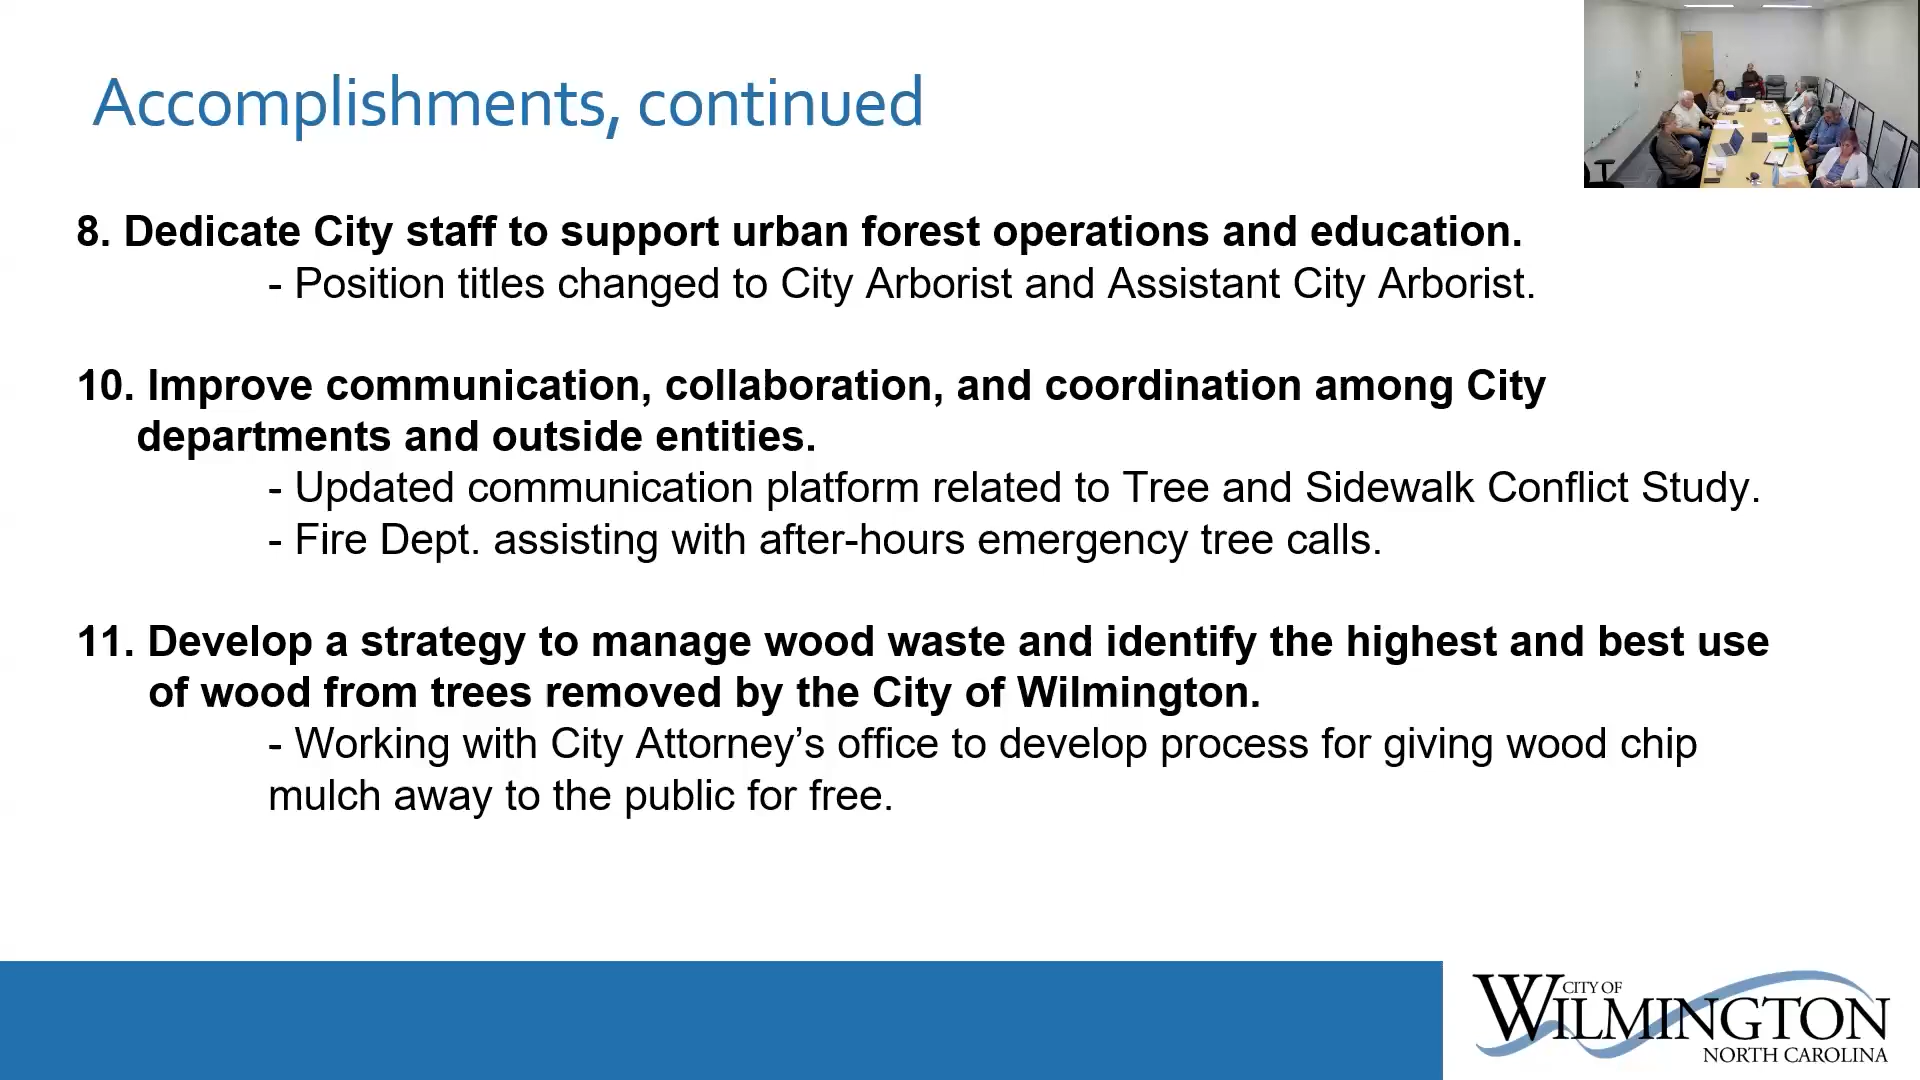 Accomplishments, continued
8. Dedicate City staff to support urban forest operations and education.
- Position titles changed to City Arborist and Assistant City Arborist.
10. Improve communication, collaboration, and coordination among City
departments and outside entities.
- Updated communication platform related to Tree and Sidewalk Conflict Study.
- Fire Dept. assisting with after-hours emergency tree calls.
11. Develop a strategy to manage wood waste and identify the highest and best use
of wood from trees removed by the City of Wilmington.
- Working with City Attorney’s office to develop process for giving wood chip
mulch away to the public for free.
CITY OF
WILMINGTON
NORTH CAROLINA